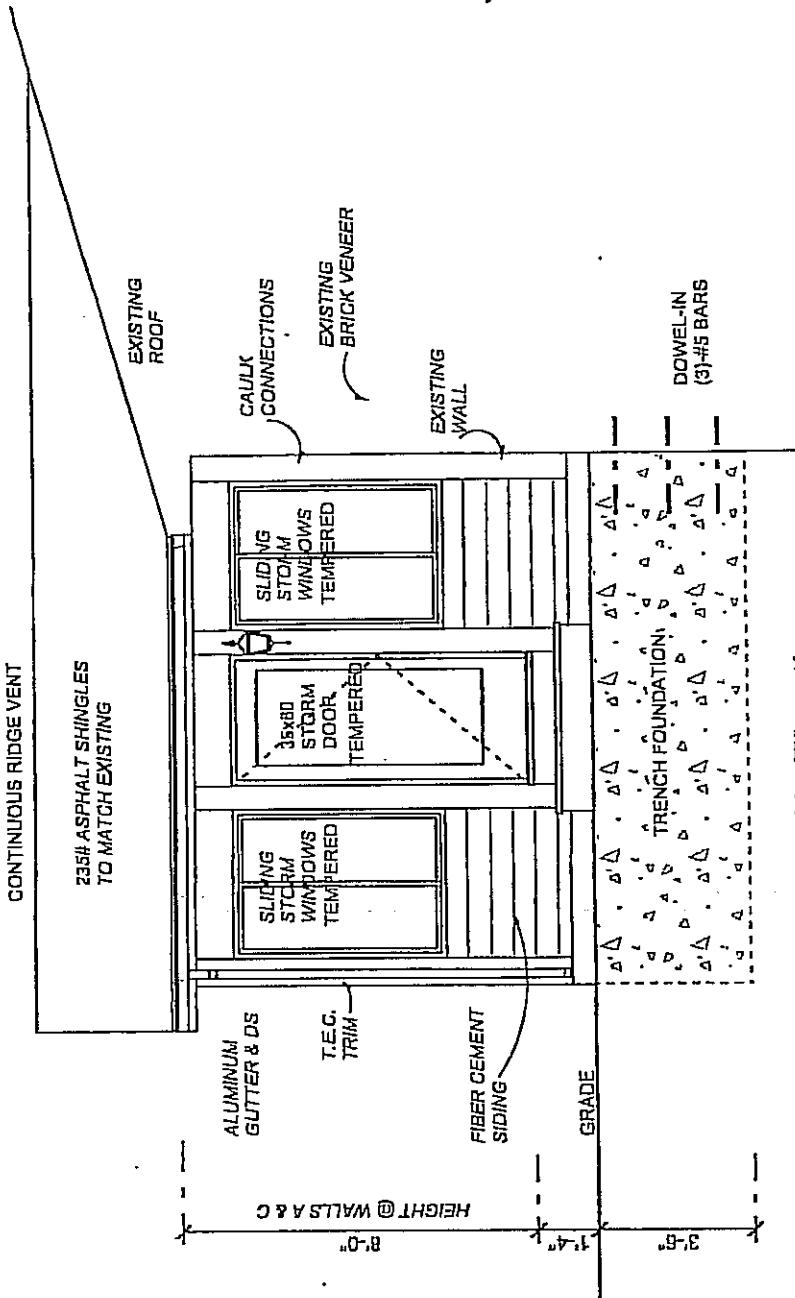 CONTINUOUS RIDGE VENT
235# ASPHALT SHINGLES
TO MATCH EXISTING
EXISTING
ROOF
ALUMINUM
GUTTER & DS
T.E.C.
TRIM
FIBER CEMENT
SIDING
GRADE
SLIDING
STORM
WINDOWS
TEMPERED
STORM
DOOR
TEMPERED
SLIDING
STORM
WINDOWS
TEMPERED
CAULK
CONNECTIONS
EXISTING
BRICK VENEER
EXISTING
WALL
TRENCH FOUNDATION
DOWEL-IN
(3)-#5 BARS
HEIGHT @ WALLS A & C
8'-0"
1'-4"
3'-6"